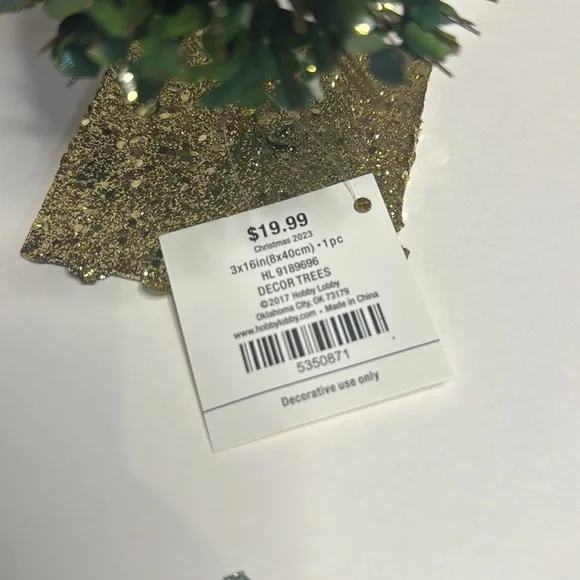 $19.99
Christmas 2023
3x16in(8x40cm) • 1pc
HL 9189696
DECOR TREES
©2017 Hobby Lobby
Oklahoma City, OK 73179
www.hobbylobby.com • Made in China
5350871
Decorative use only